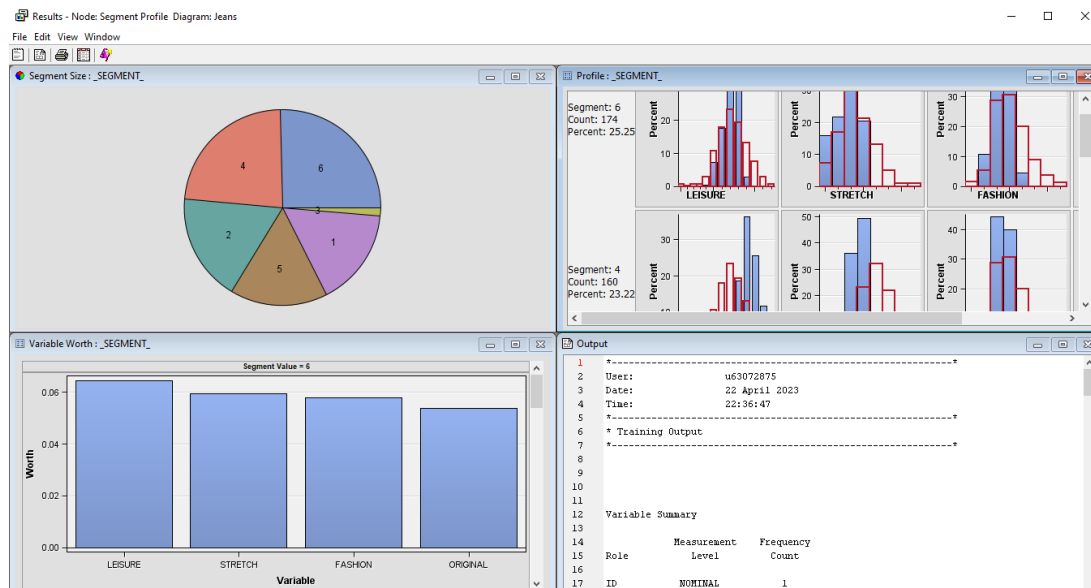 Results - Node: Segment Profile Diagram: Jeans
File Edit View Window
Segment Size : _SEGMENT_
6
4
3
2
1
5
Profile : _SEGMENT_
Segment: 6
Count: 174
Percent: 25.25
Percent
20
10
0
LEISURE
Percent
30
20
10
0
STRETCH
Percent
30
20
10
0
FASHION
Segment: 4
Count: 160
Percent: 23.22
Percent
30
20
10
Percent
50
40
30
20
Percent
40
30
20
Variable Worth : _SEGMENT_
Segment Value = 6
Worth
0.06
0.04
0.02
0.00
LEISURE STRETCH FASHION ORIGINAL
Variable
Output
1 *------------------------------------------------------------*
2 User: u63072875
3 Date: 22 April 2023
4 Time: 22:36:47
5 *------------------------------------------------------------*
6 * Training Output
7 *------------------------------------------------------------*
8
9
10
11
12 Variable Summary
13
14 Measurement Frequency
15 Role Level Count
16
17 ID NOMINAL 1